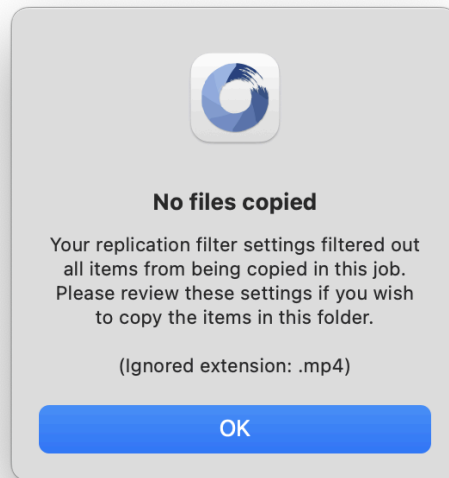 No files copied
Your replication filter settings filtered out
all items from being copied in this job.
Please review these settings if you wish
to copy the items in this folder.
(Ignored extension: .mp4)
OK